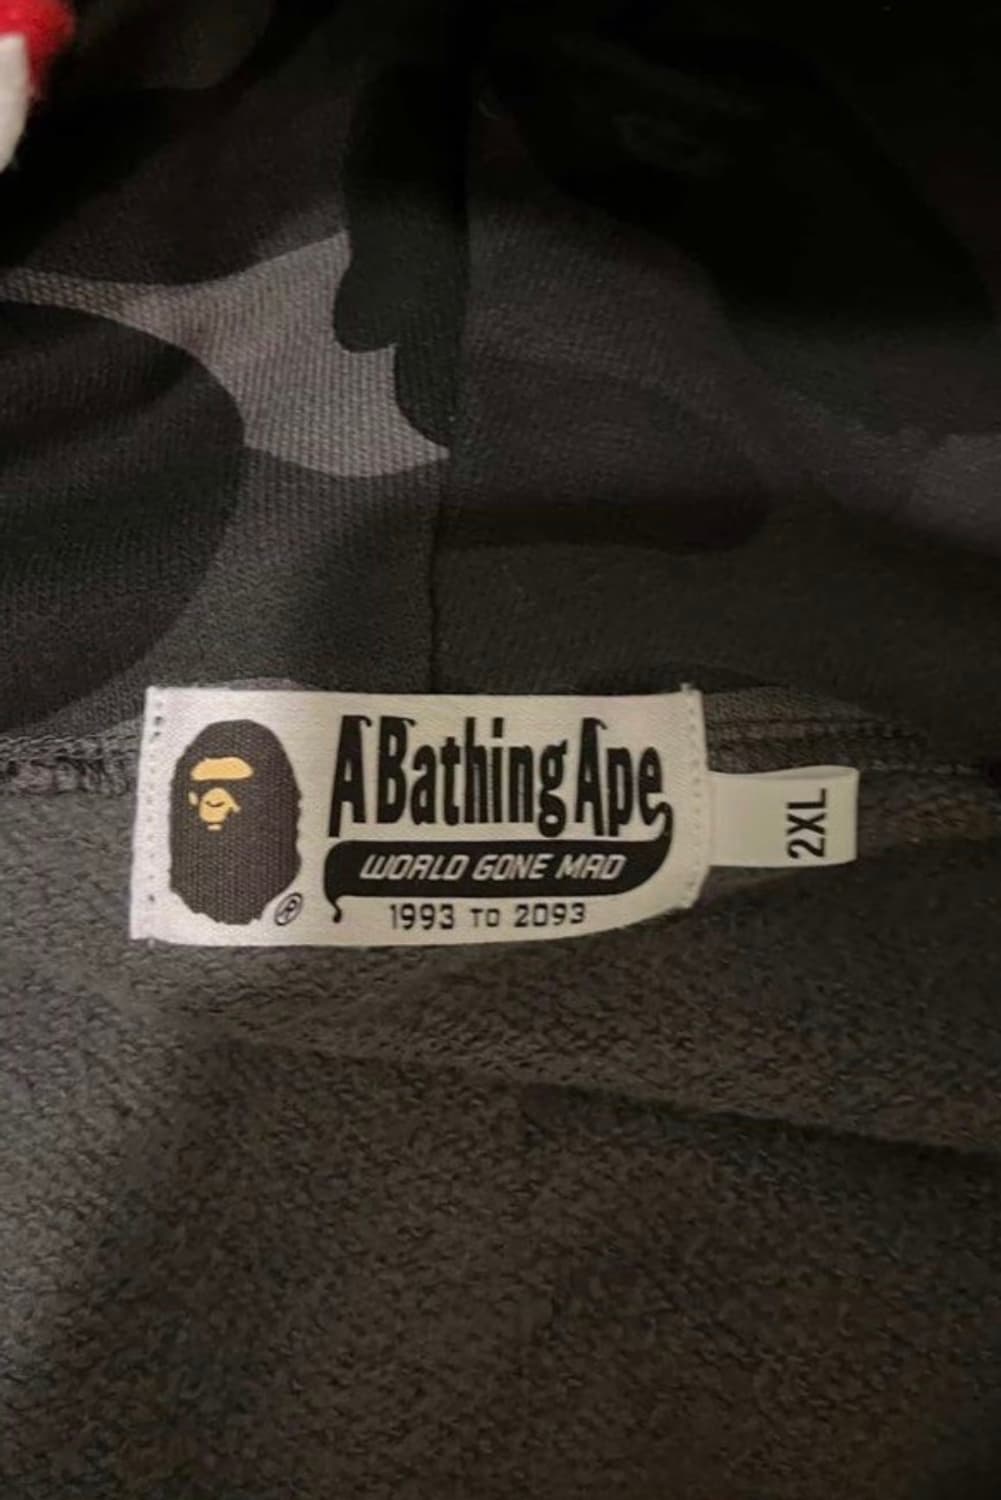 A Bathing Ape
WORLD GONE MAD
1993 TO 2093
®
2XL